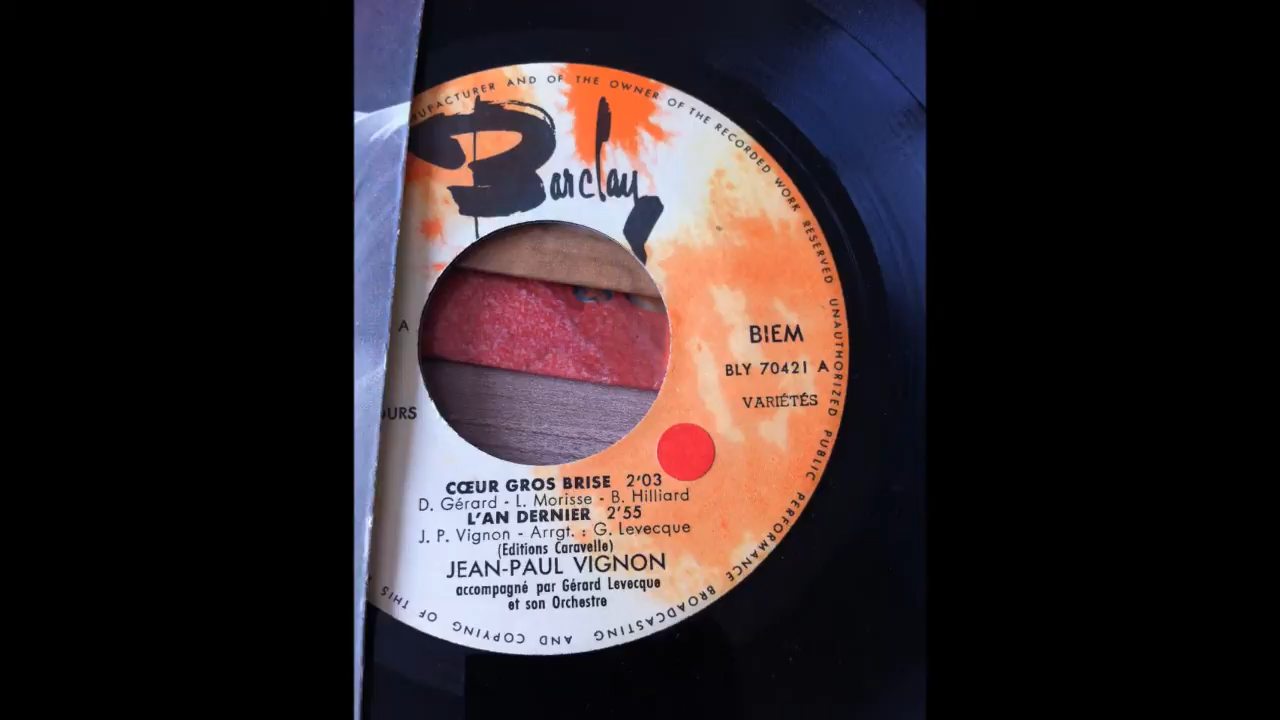 UFACTURER AND OF THE OWNER OF THE RECORDED WORK RESERVED UNAUTHORIZED PUBLIC PERFORMANCE BROADCASTING AND COPYING OF THIS
Barclay
A
BIEM
BLY 70421 A
VARIÉTÉS
URS
CŒUR GROS BRISE 2'03
D. Gérard - L. Morisse - B. Hilliard
L'AN DERNIER 2'55
J. P. Vignon - Arrgt. : G. Levecque
(Editions Caravelle)
JEAN-PAUL VIGNON
accompagné par Gérard Levecque
et son Orchestre